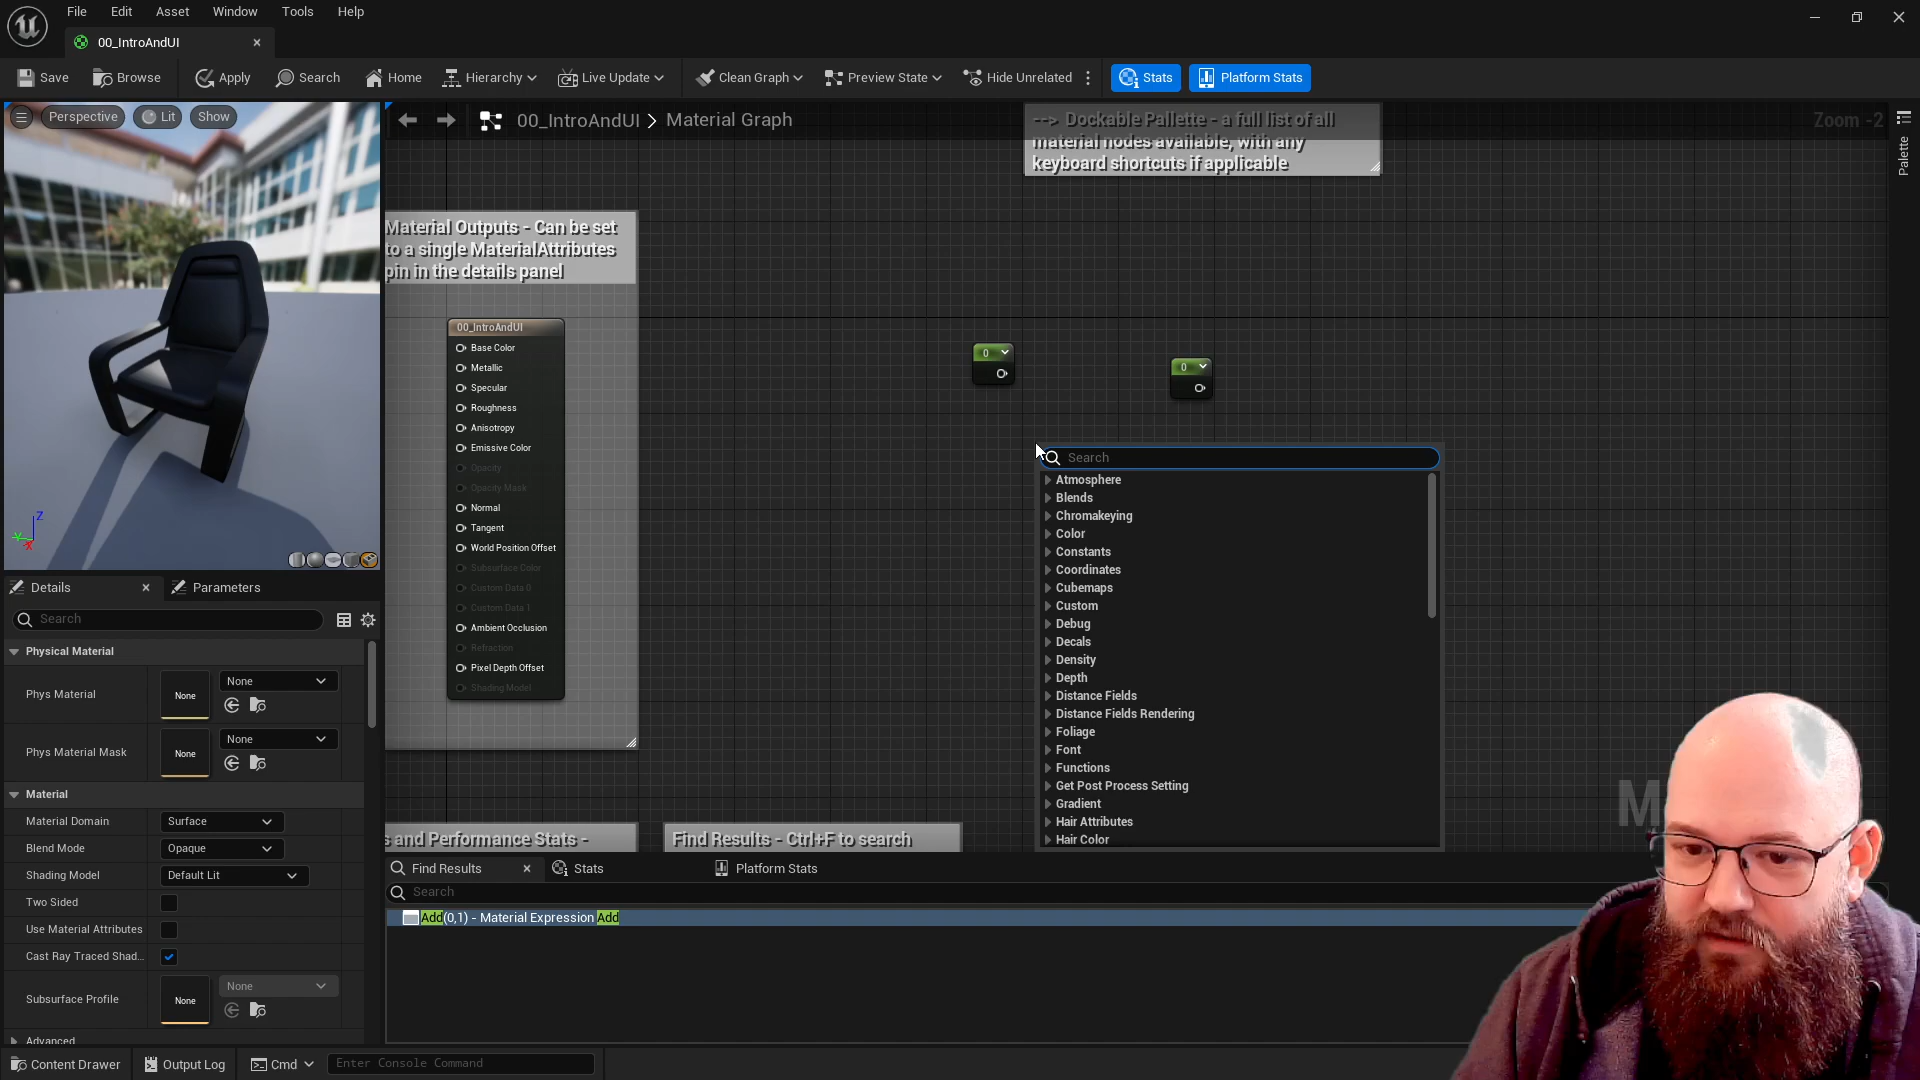 File Edit Asset Window Tools Help
00_IntroAndUI
Save Browse Apply Search Home Hierarchy Live Update Clean Graph Preview State Hide Unrelated Stats Platform Stats
Perspective Lit Show
00_IntroAndUI > Material Graph
Zoom -2
Palette
--> Dockable Pallette - a full list of all
material nodes available, with any
keyboard shortcuts if applicable
Material Outputs - Can be set
to a single MaterialAttributes
pin in the details panel
00_IntroAndUI
Base Color
Metallic
Specular
Roughness
Anisotropy
Emissive Color
Opacity
Opacity Mask
Normal
Tangent
World Position Offset
Subsurface Color
Custom Data 0
Custom Data 1
Ambient Occlusion
Refraction
Pixel Depth Offset
Shading Model
0
0
Search
Atmosphere
Blends
Chromakeying
Color
Constants
Coordinates
Cubemaps
Custom
Debug
Decals
Density
Depth
Distance Fields
Distance Fields Rendering
Foliage
Font
Functions
Get Post Process Setting
Gradient
Hair Attributes
Hair Color
Z
Y
X
Details Parameters
Search
Physical Material
Phys Material None None
Phys Material Mask None None
Material
Material Domain Surface
Blend Mode Opaque
Shading Model Default Lit
Two Sided
Use Material Attributes
Cast Ray Traced Shad...
Subsurface Profile None None
Advanced
s and Performance Stats -
Find Results - Ctrl+F to search
Find Results Stats Platform Stats
Search
Add(0,1) - Material Expression Add
Content Drawer Output Log Cmd Enter Console Command